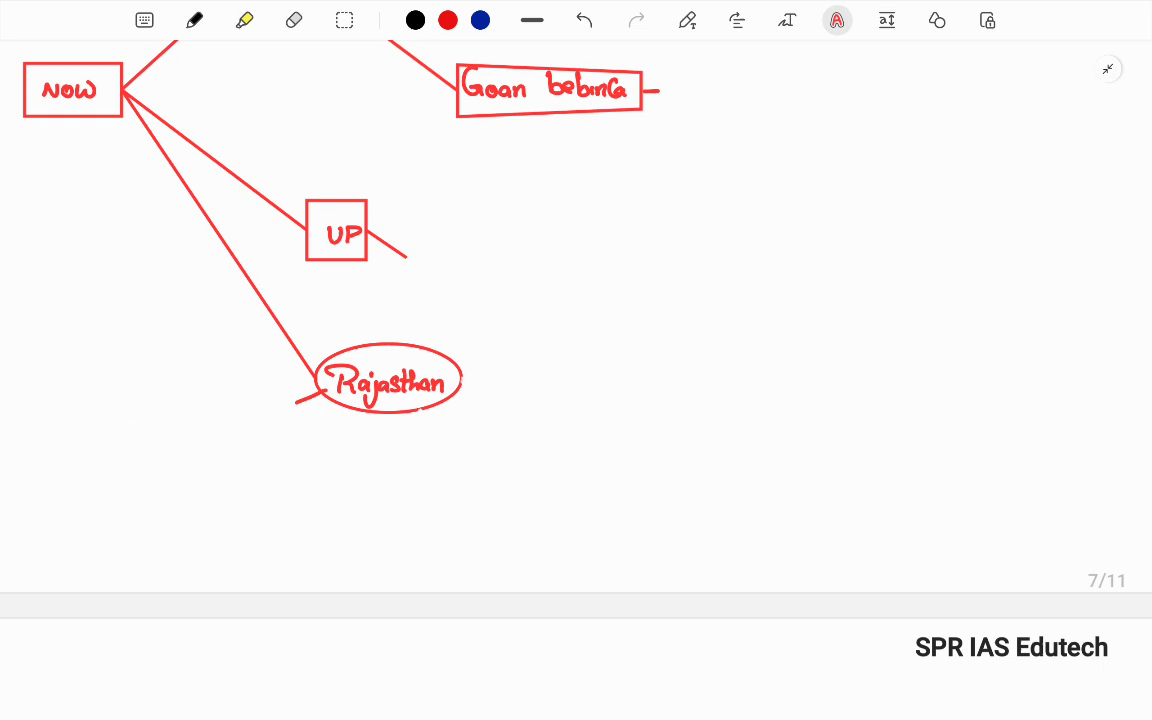 NOW
Goan bebinca
UP
Rajasthan
7/11
SPR IAS Edutech